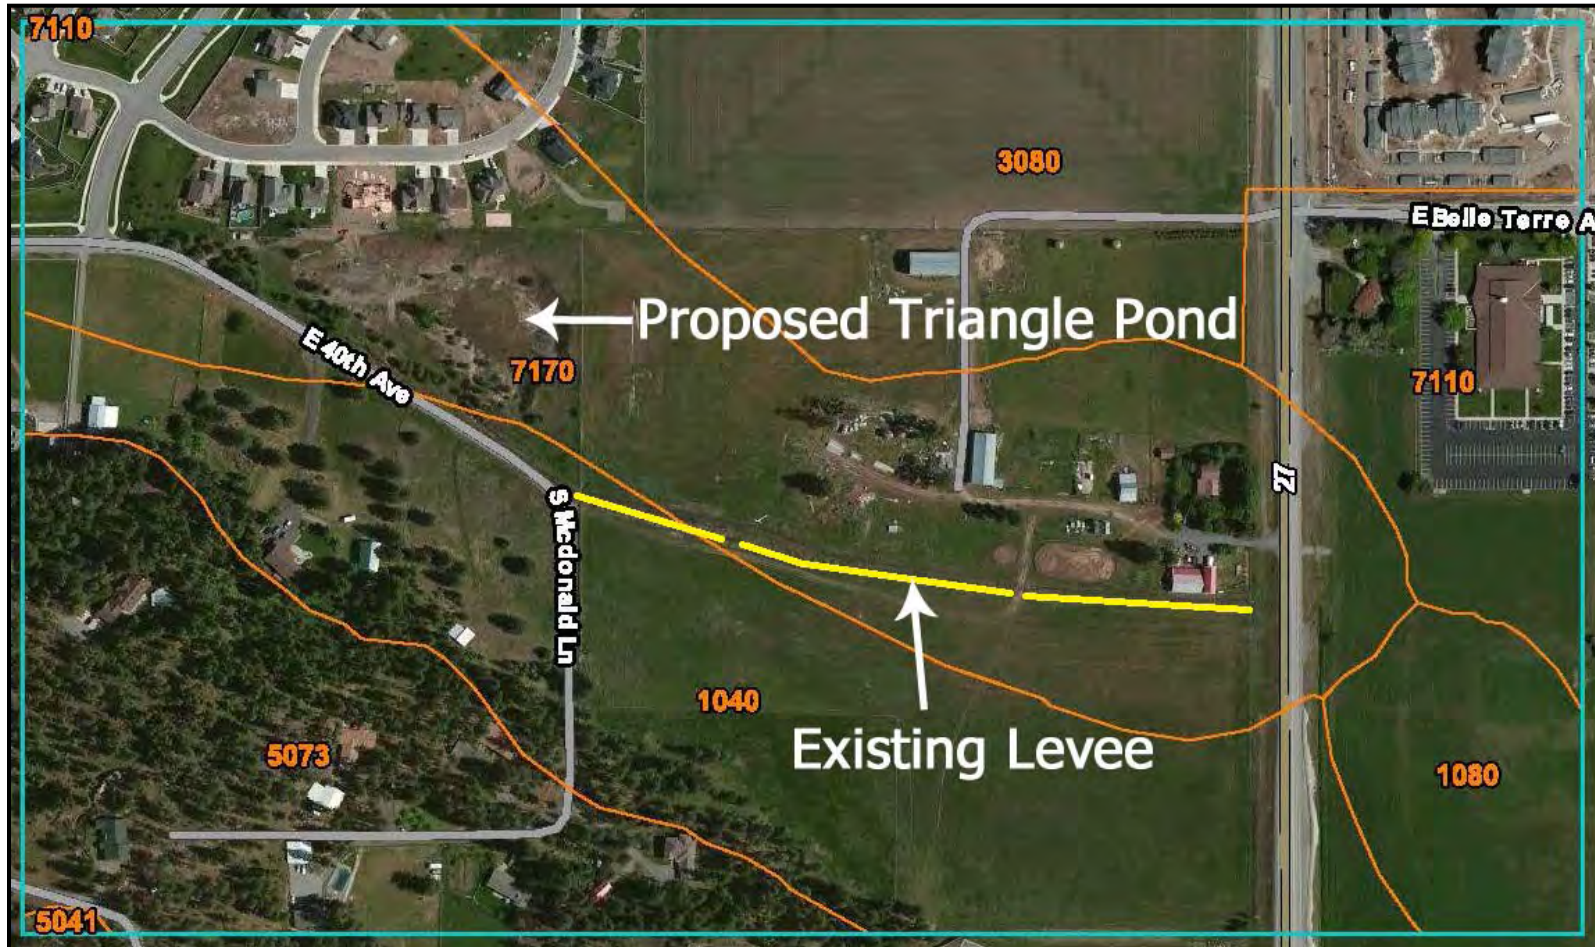 7110
3080
E Belle Terre A
Proposed Triangle Pond
E 40th Ave
7170
7110
27
S Mcdonald Ln
1040
Existing Levee
5073
1080
5041